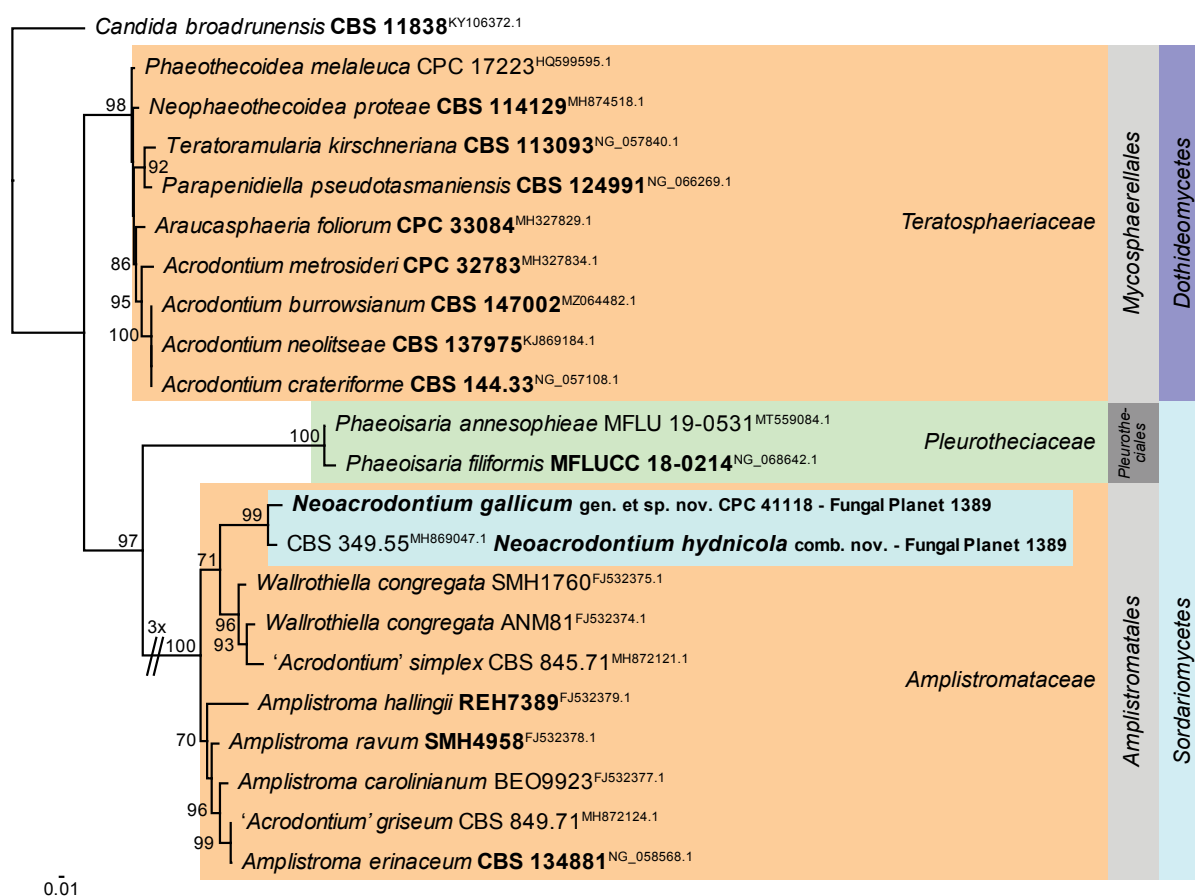 Candida broadrunensis CBS 11838KY106372.1
Phaeothecoidea melaleuca CPC 17223HQ599595.1
98
Neophaeothecoidea proteae CBS 114129MH874518.1
Teratoramularia kirschneriana CBS 113093NG_057840.1
92
Parapenidiella pseudotasmaniensis CBS 124991NG_066269.1
Araucasphaeria foliorum CPC 33084MH327829.1
Teratosphaeriaceae
Mycosphaerellales
Dothideomycetes
86
Acrodontium metrosideri CPC 32783MH327834.1
95
Acrodontium burrowsianum CBS 147002MZ064482.1
100
Acrodontium neolitseae CBS 137975KJ869184.1
Acrodontium crateriforme CBS 144.33NG_057108.1
Phaeoisaria annesophieae MFLU 19-0531MT559084.1
100
Pleurotheciaceae
Pleurothe-
ciales
Phaeoisaria filiformis MFLUCC 18-0214NG_068642.1
Neoacrodontium gallicum gen. et sp. nov. CPC 41118 - Fungal Planet 1389
99
97
CBS 349.55MH869047.1 Neoacrodontium hydnicola comb. nov. - Fungal Planet 1389
71
Wallrothiella congregata SMH1760FJ532375.1
96
Wallrothiella congregata ANM81FJ532374.1
3x
100
93
'Acrodontium' simplex CBS 845.71MH872121.1
Amplistromataceae
Amplistromatales
Sordariomycetes
Amplistroma hallingii REH7389FJ532379.1
70
Amplistroma ravum SMH4958FJ532378.1
Amplistroma carolinianum BEO9923FJ532377.1
96
'Acrodontium' griseum CBS 849.71MH872124.1
99
Amplistroma erinaceum CBS 134881NG_058568.1
0.01